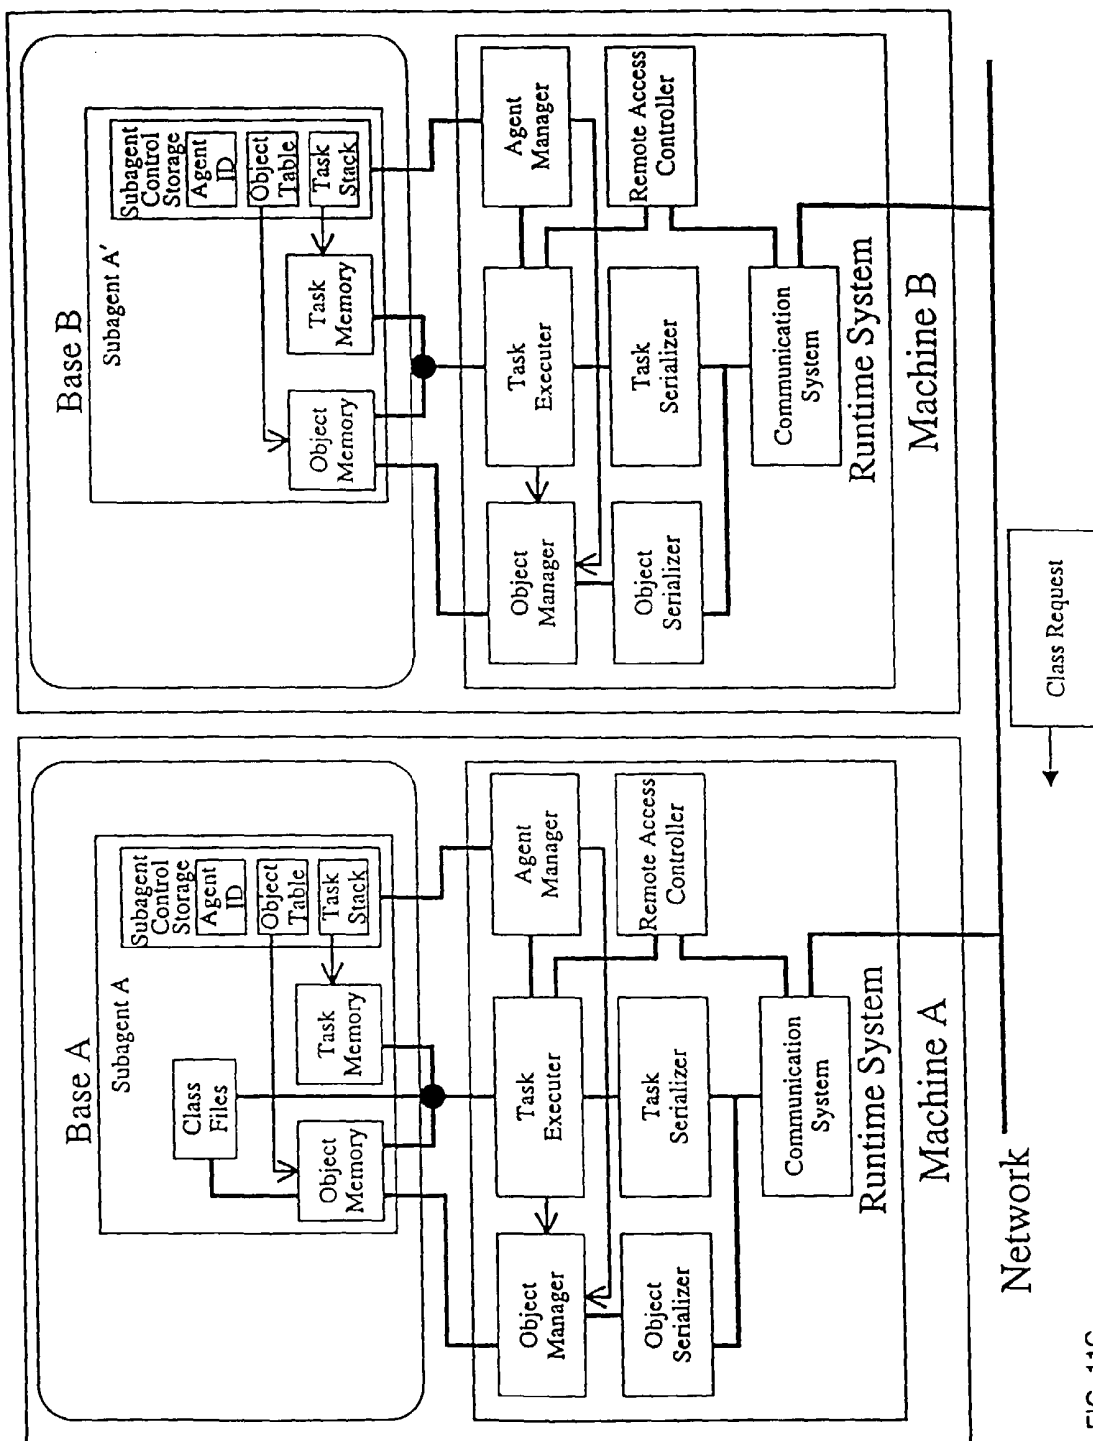 Base A
Subagent A
Class
Files
Subagent
Control
Storage
Agent
ID
Object
Table
Task
Stack
Object
Memory
Task
Memory
Object
Manager
Task
Executer
Agent
Manager
Object
Serializer
Task
Serializer
Remote Access
Controller
Communication
System
Runtime System
Machine A
Base B
Subagent A'
Subagent
Control
Storage
Agent
ID
Object
Table
Task
Stack
Object
Memory
Task
Memory
Object
Manager
Task
Executer
Agent
Manager
Object
Serializer
Task
Serializer
Remote Access
Controller
Communication
System
Runtime System
Machine B
Network
Class Request